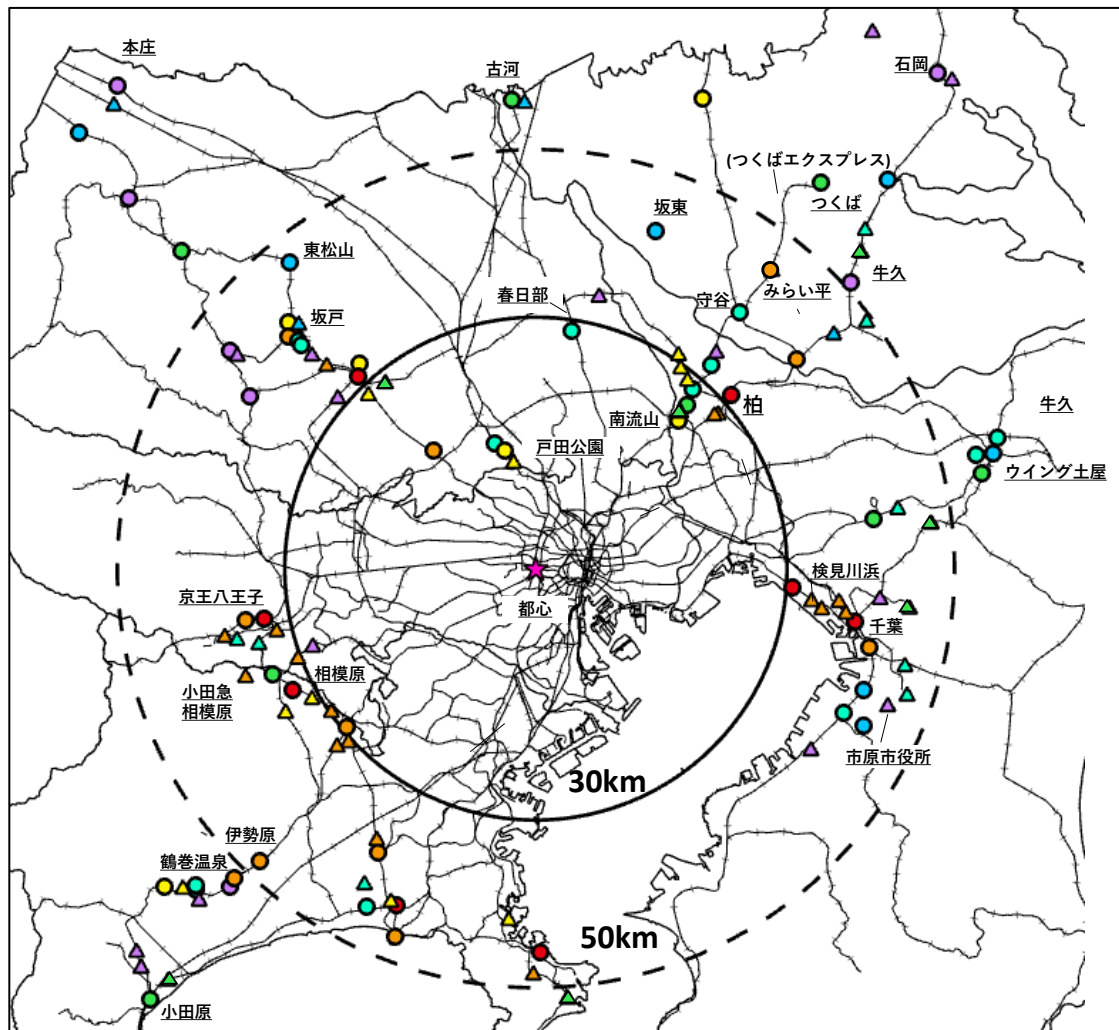 本庄
古河
石岡
(つくばエクスプレス)
つくば
坂東
東松山
牛久
みらい平
春日部
守谷
坂戸
柏
牛久
南流山
戸田公園
ウイング土屋
検見川浜
京王八王子
都心
千葉
相模原
小田急
相模原
市原市役所
30km
伊勢原
鶴巻温泉
50km
小田原